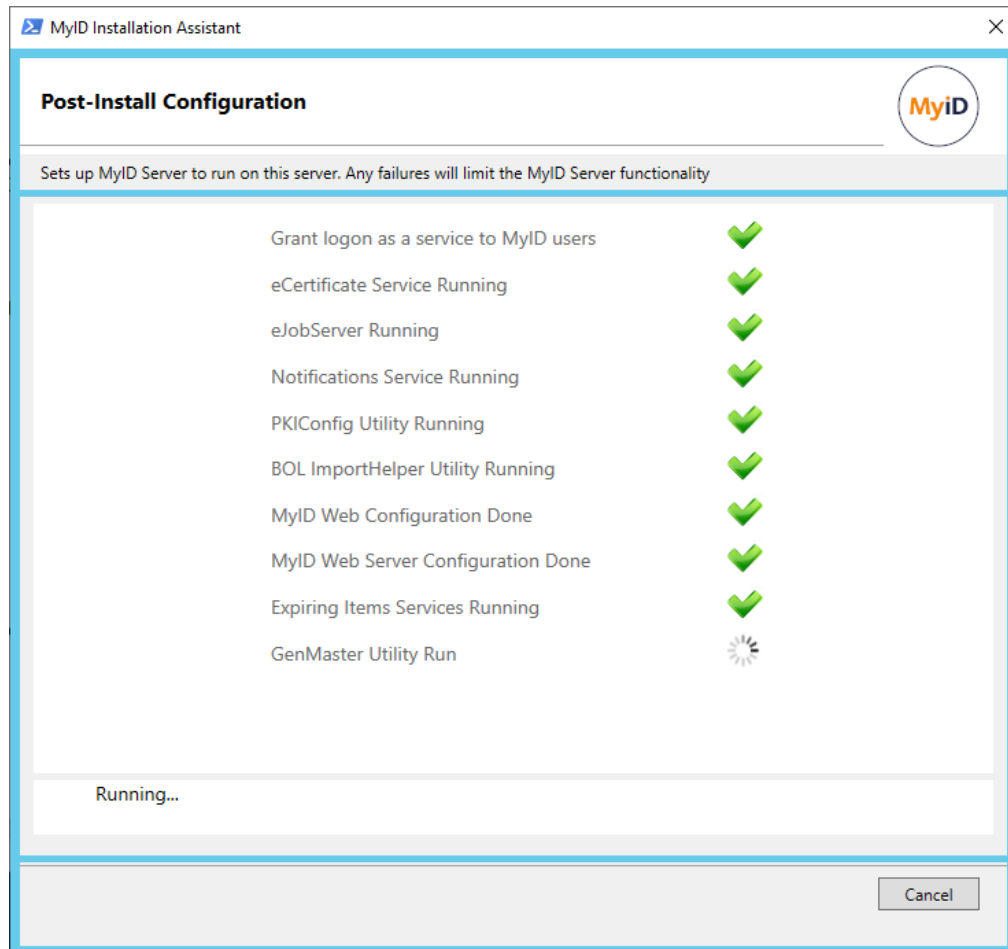 MyID Installation Assistant
Post-Install Configuration
MyiD
Sets up MyID Server to run on this server. Any failures will limit the MyID Server functionality
Grant logon as a service to MyID users
eCertificate Service Running
eJobServer Running
Notifications Service Running
PKIConfig Utility Running
BOL ImportHelper Utility Running
MyID Web Configuration Done
MyID Web Server Configuration Done
Expiring Items Services Running
GenMaster Utility Run
Running...
Cancel